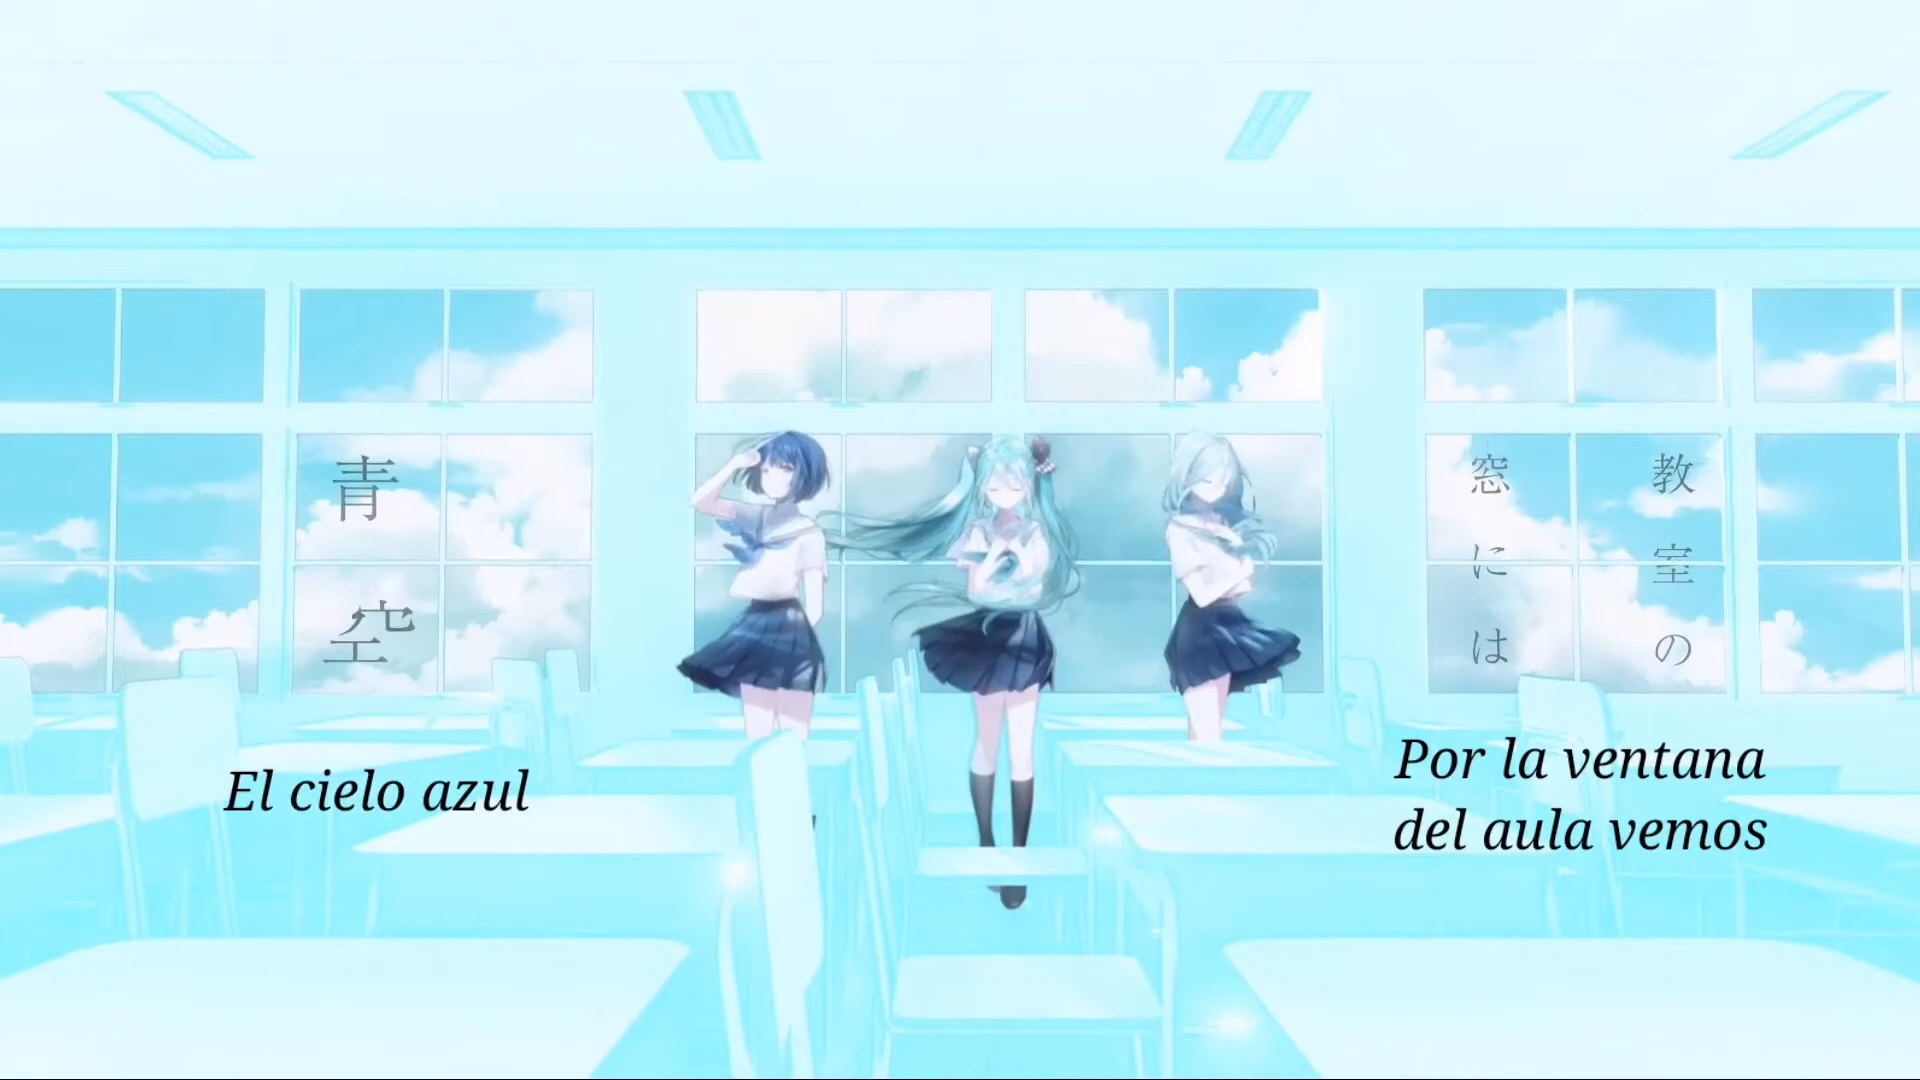 教室の
窓には
青空
Por la ventana
del aula vemos
El cielo azul